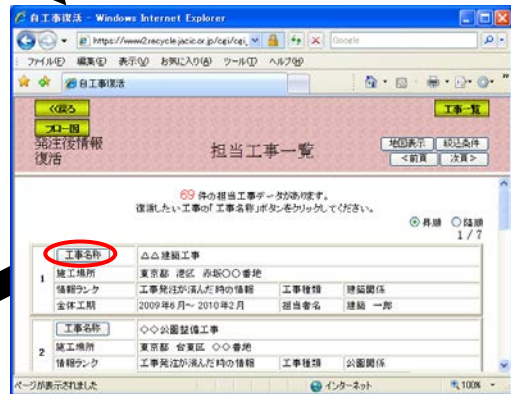 自工事復活 - Windows Internet Explorer
https://www2.recycle.jacic.or.jp/cgi/cgi_
Google
ファイル(F) 編集(E) 表示(V) お気に入り(A) ツール(T) ヘルプ(H)
自工事復活
<<戻る
工事一覧
フロー図
発注後情報
復活
担当工事一覧
地図表示 絞込条件
<前頁 次頁>
69 件の担当工事データがあります。
復活したい工事の「工事名称」ボタンをクリックしてください。
昇順 降順
1 / 7
工事名称 △△建築工事
1
施工場所 東京都 港区 赤坂○○番地
情報ランク 工事発注が済んだ時の情報 工事種類 建築関係
全体工期 2009年6月~ 2010年2月 担当者名 建築 一郎
工事名称 ◇◇公園整備工事
2
施工場所 東京都 台東区 ○○番地
情報ランク 工事発注が済んだ時の情報 工事種類 公園関係
ページが表示されました
インターネット
100%